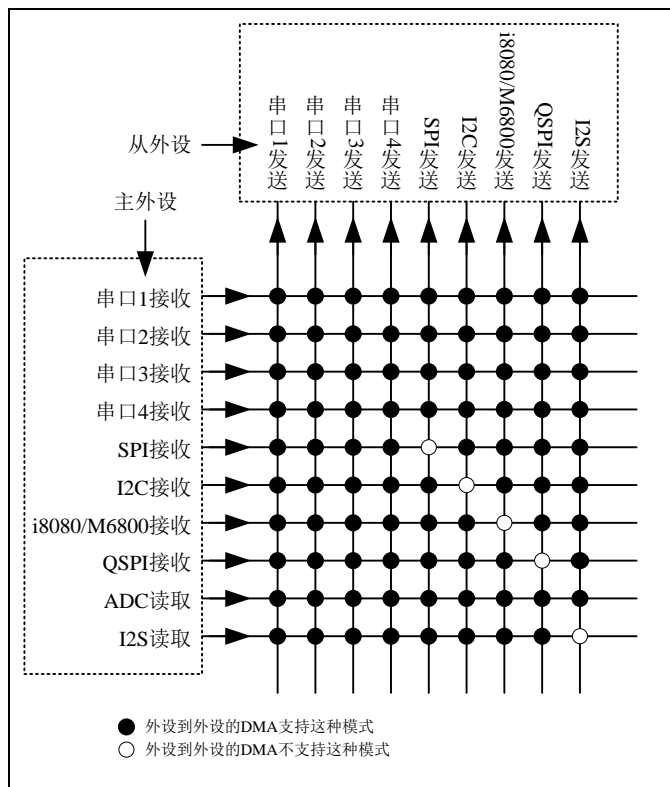 串口1发送
串口2发送
串口3发送
串口4发送
SPI发送
I2C发送
i8080/M6800发送
QSPI发送
I2S发送
从外设
主外设
串口1接收
串口2接收
串口3接收
串口4接收
SPI接收
I2C接收
i8080/M6800接收
QSPI接收
ADC读取
I2S读取
外设到外设的DMA支持这种模式
外设到外设的DMA不支持这种模式